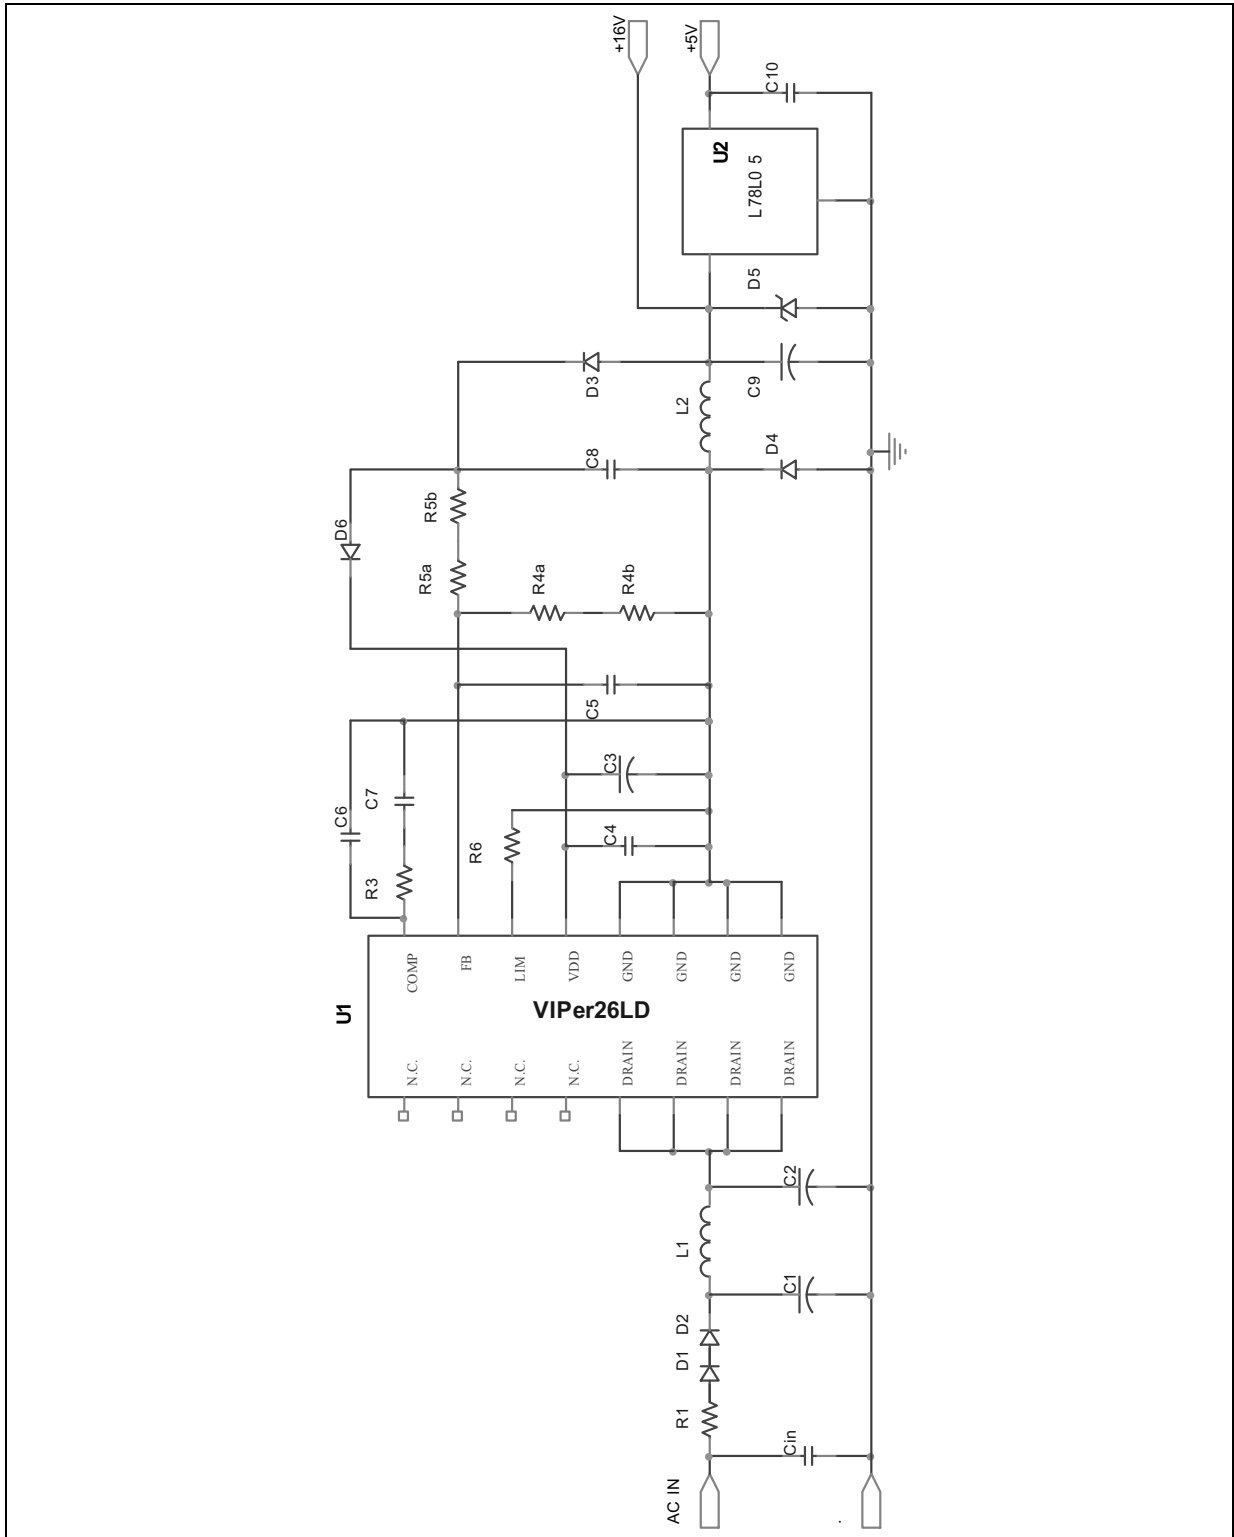 +16V
+5V
C10
U2
L78L0 5
D5
D3
C9
L2
D4
C8
R5b
D6
R5a
R4a
R4b
C5
C3
C7
C6
C4
R6
R3
COMP
FB
LIM
VDD
GND
GND
GND
GND
U1
VIPer26LD
N.C.
N.C.
N.C.
N.C.
DRAIN
DRAIN
DRAIN
DRAIN
C2
L1
C1
D2
D1
R1
Cin
AC IN
.